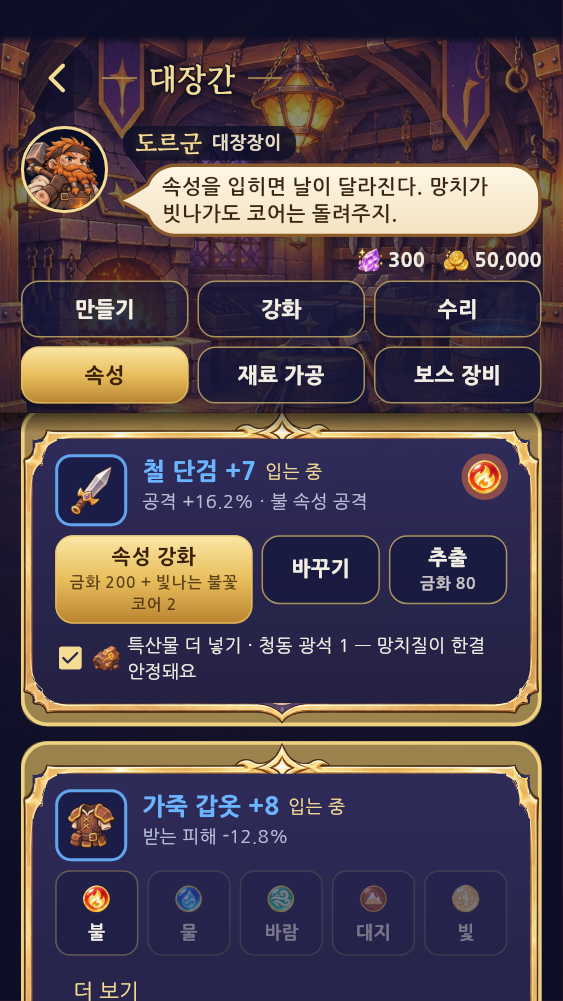 대장간
도르군 대장장이
속성을 입히면 날이 달라진다. 망치가
빗나가도 코어는 돌려주지.
300 50,000
만들기 강화 수리
속성 재료 가공 보스 장비
철 단검 +7 입는 중
공격 +16.2% · 불 속성 공격
속성 강화
금화 200 + 빛나는 불꽃
코어 2
바꾸기
추출
금화 80
특산물 더 넣기 · 청동 광석 1 — 망치질이 한결
안정돼요
가죽 갑옷 +8 입는 중
받는 피해 -12.8%
불 물 바람 대지 빛
더 보기